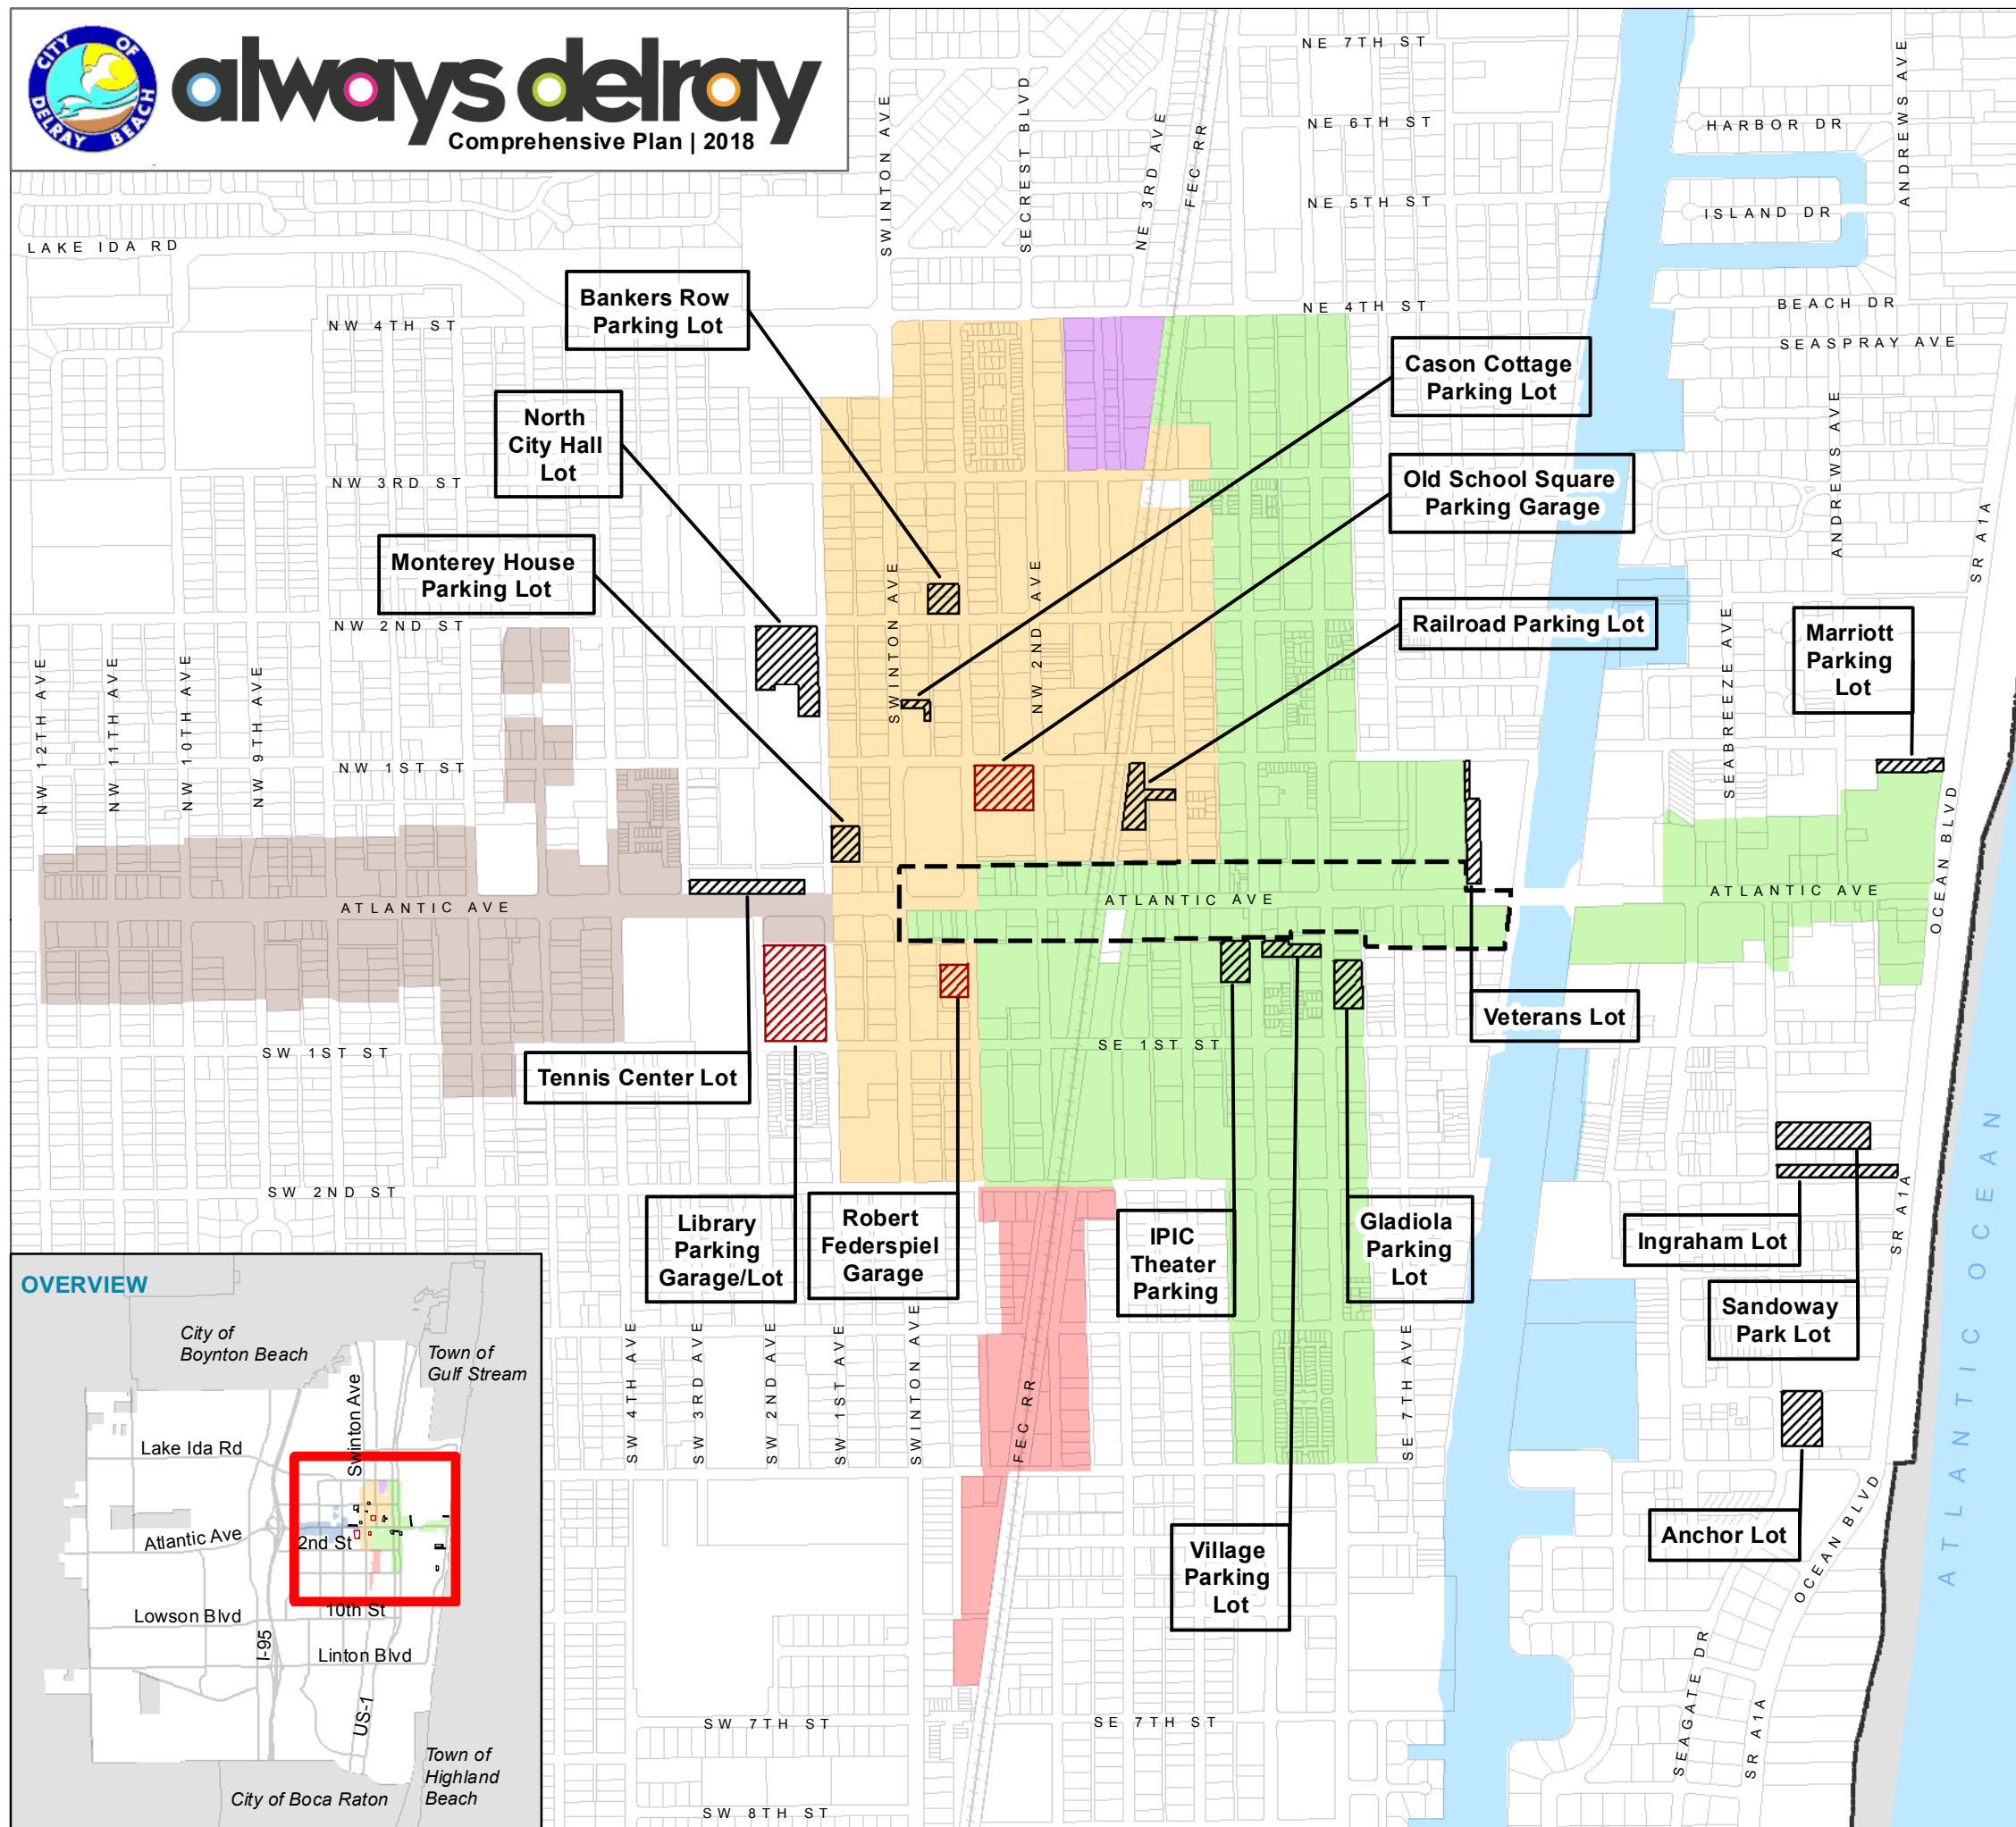 CITY OF
DELRAY BEACH
always delray
Comprehensive Plan | 2018
NE 7TH ST
NE 6TH ST
NE 5TH ST
NE 4TH ST
SWINTON AVE
SECREST BLVD
NE 3RD AVE
FEC RR
HARBOR DR
ANDREWS AVE
ISLAND DR
BEACH DR
SEASPRAY AVE
ANDREWS AVE
SR A1A
LAKE IDA RD
NW 4TH ST
NW 3RD ST
NW 2ND ST
NW 1ST ST
Bankers Row
Parking Lot
North
City Hall
Lot
Monterey House
Parking Lot
Cason Cottage
Parking Lot
Old School Square
Parking Garage
Railroad Parking Lot
Marriott
Parking
Lot
NW 12TH AVE
NW 11TH AVE
NW 10TH AVE
NW 9TH AVE
SWINTON AVE
NW 2ND AVE
SEABREEZE AVE
OCEAN BLVD
ATLANTIC AVE
ATLANTIC AVE
ATLANTIC AVE
Veterans Lot
SW 1ST ST
SE 1ST ST
Tennis Center Lot
SW 2ND ST
Library
Parking
Garage/Lot
Robert
Federspiel
Garage
IPIC
Theater
Parking
Gladiola
Parking
Lot
Ingraham Lot
Sandoway
Park Lot
SR A1A
ATLANTIC OCEAN
SW 4TH AVE
SW 3RD AVE
SW 2ND AVE
SW 1ST AVE
SWINTON AVE
FEC RR
SE 7TH AVE
Village
Parking
Lot
Anchor Lot
OCEAN BLVD
SEAGATE DR
SR A1A
SW 7TH ST
SE 7TH ST
SW 8TH ST
OVERVIEW
City of
Boynton Beach
Town of
Gulf Stream
Swinton Ave
Lake Ida Rd
Atlantic Ave
2nd St
10th St
Lowson Blvd
I-95
Linton Blvd
US-1
Town of
Highland
Beach
City of Boca Raton